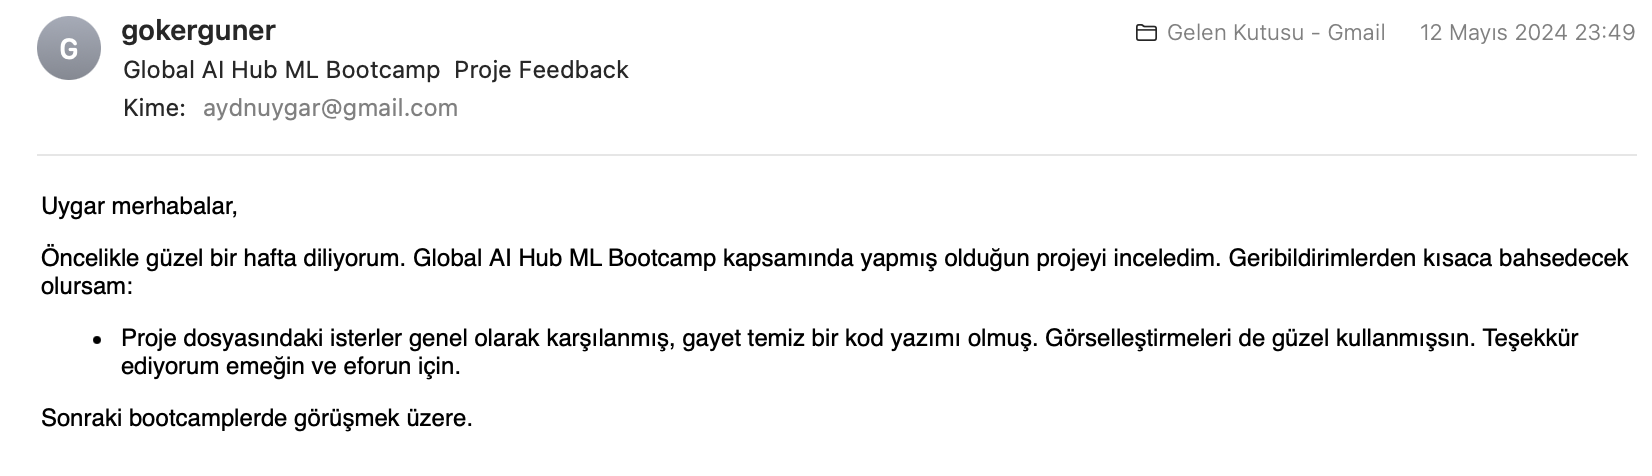 G
gokerguner
Gelen Kutusu - Gmail 12 Mayıs 2024 23:49
Global AI Hub ML Bootcamp  Proje Feedback
Kime: aydnuygar@gmail.com
Uygar merhabalar,
Öncelikle güzel bir hafta diliyorum. Global AI Hub ML Bootcamp kapsamında yapmış olduğun projeyi inceledim. Geribildirimlerden kısaca bahsedecek
olursam:
• Proje dosyasındaki isterler genel olarak karşılanmış, gayet temiz bir kod yazımı olmuş. Görselleştirmeleri de güzel kullanmışsın. Teşekkür
ediyorum emeğin ve eforun için.
Sonraki bootcamplerde görüşmek üzere.